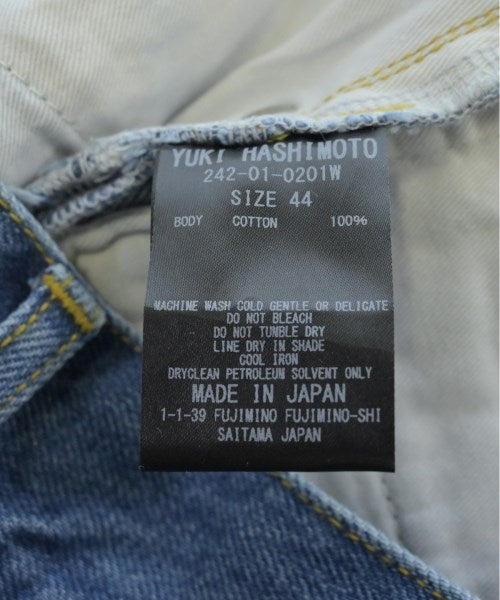 YUKI HASHIMOTO
242-01-0201W
SIZE 44
BODY COTTON 100%
MACHINE WASH COLD GENTLE OR DELICATE
DO NOT BLEACH
DO NOT TUMBLE DRY
LINE DRY IN SHADE
COOL IRON
DRYCLEAN PETROLEUM SOLVENT ONLY
MADE IN JAPAN
1-1-39 FUJIMINO FUJIMINO-SHI
SAITAMA JAPAN